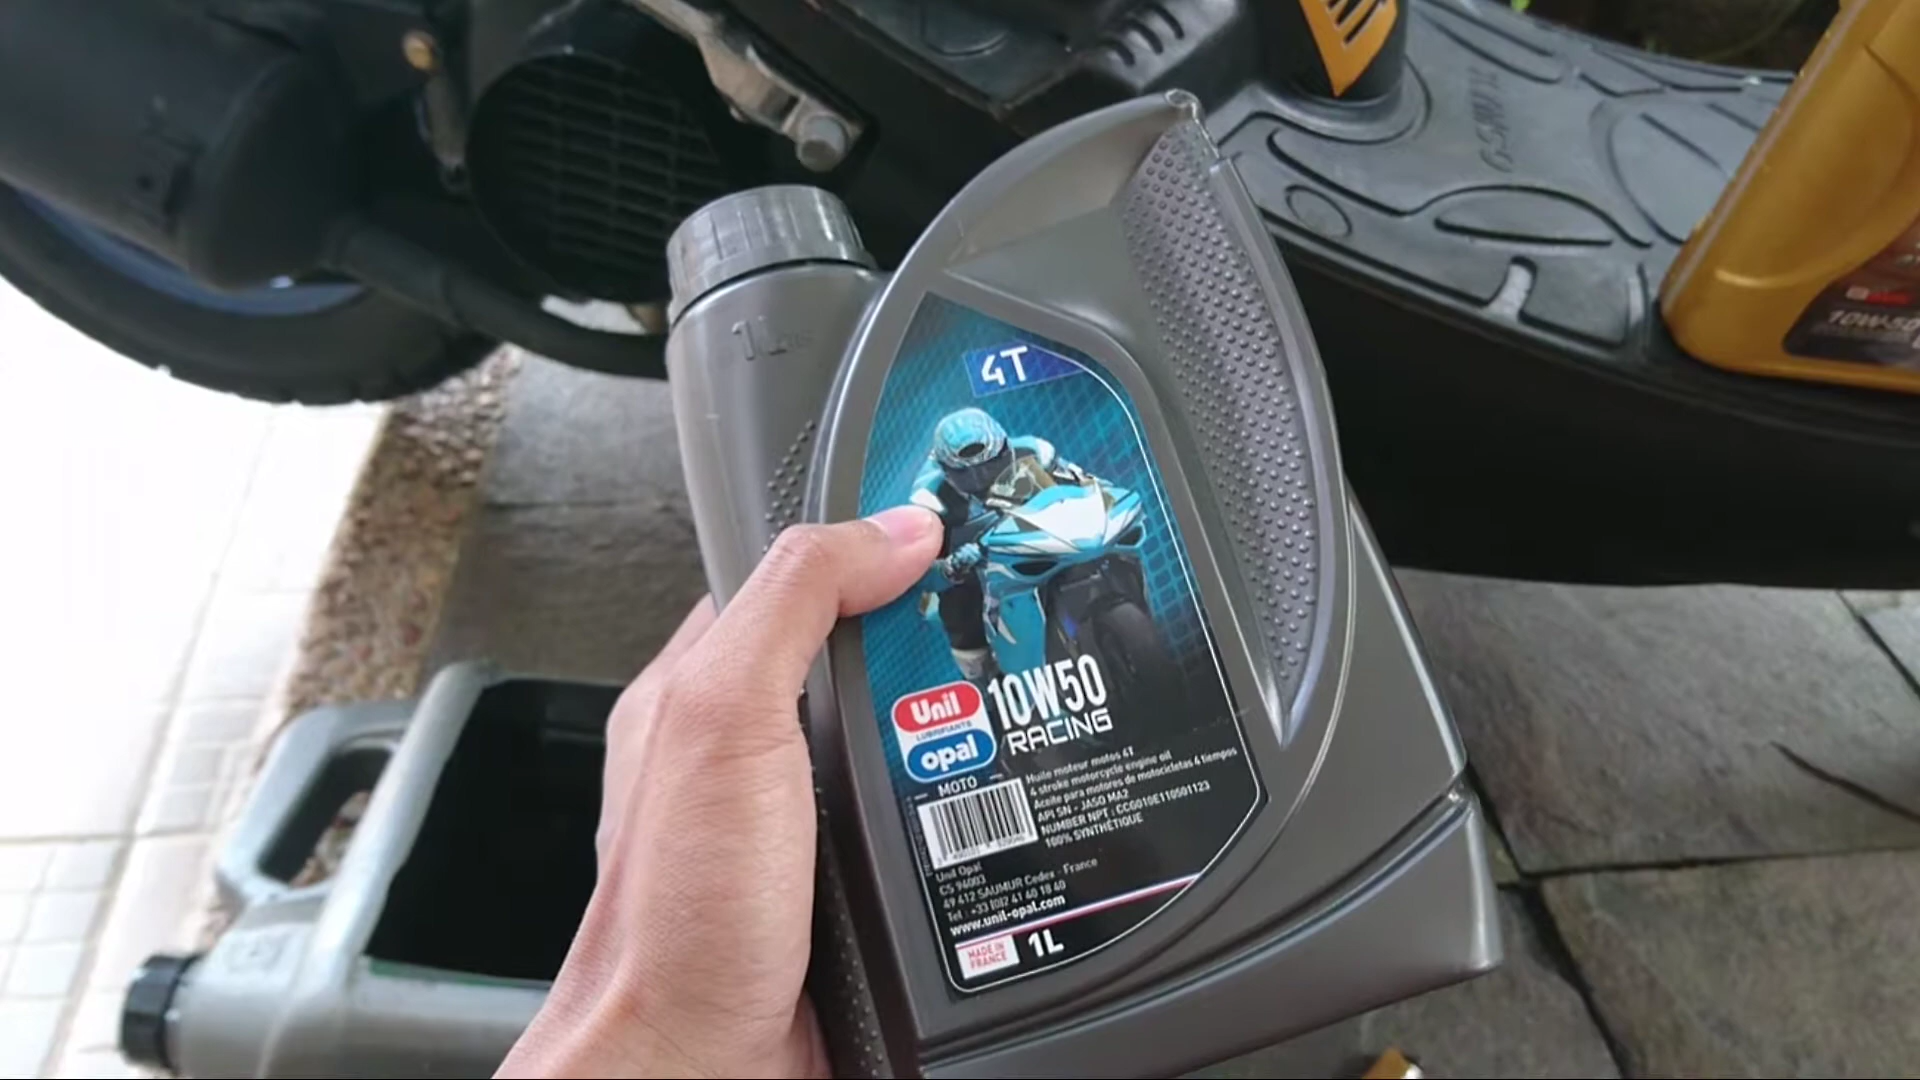 1L
4T
Unil
LUBRIFIANTS
opal
MOTO
10W50
RACING
Huile moteur motos 4T
4 stroke motorcycle engine oil
Aceite para motores de motocicletas 4 tiempos
API SN - JASO MA2
NUMBER NPT : CCG010E110501123
100% SYNTHÉTIQUE
Unil Opal
CS 94003
49 412 SAUMUR Cedex - France
Tel : +33 (0)2 41 40 18 40
www.unil-opal.com
MADE IN
FRANCE
1L
10W-50